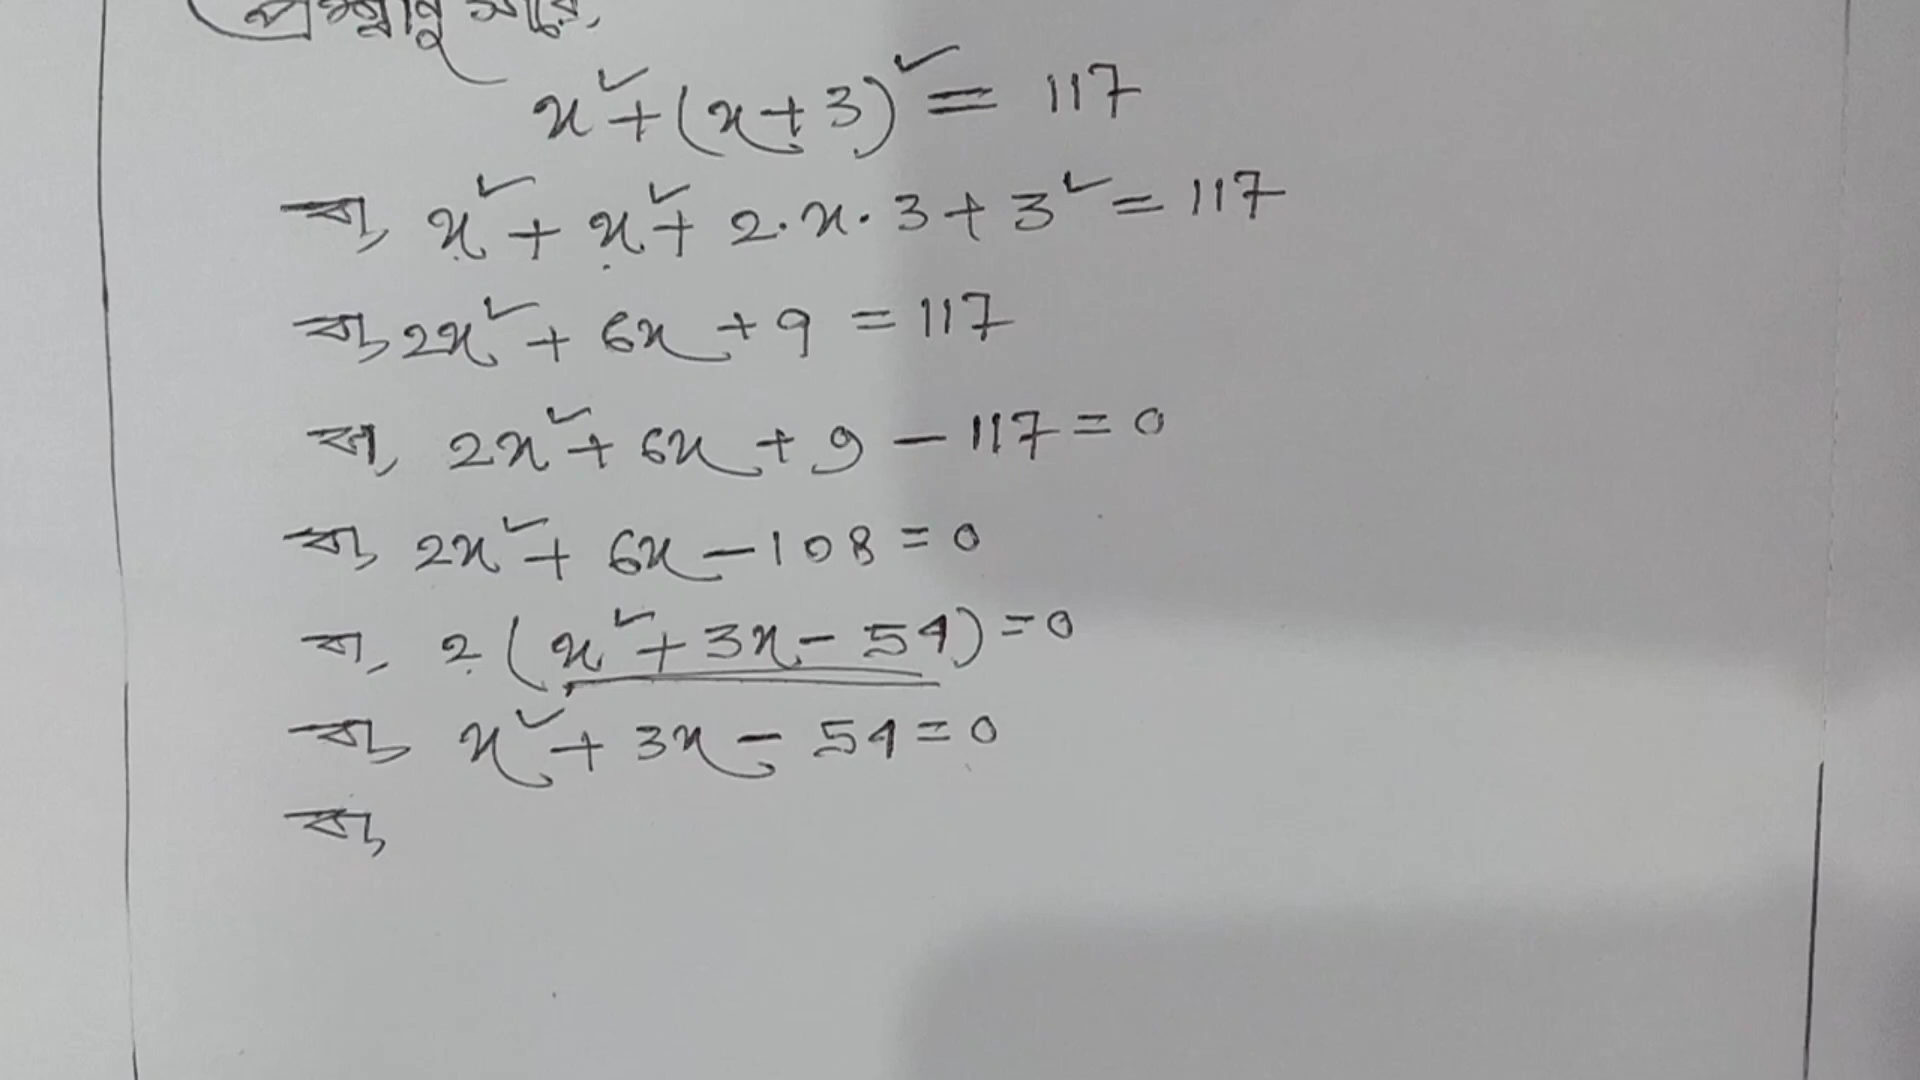 প্রশ্নানুসারে,
x² + (x + 3)² = 117
বা, x² + x² + 2·x·3 + 3² = 117
বা, 2x² + 6x + 9 = 117
বা, 2x² + 6x + 9 - 117 = 0
বা, 2x² + 6x - 108 = 0
বা, 2 (x² + 3x - 54) = 0
বা, x² + 3x - 54 = 0
বা,